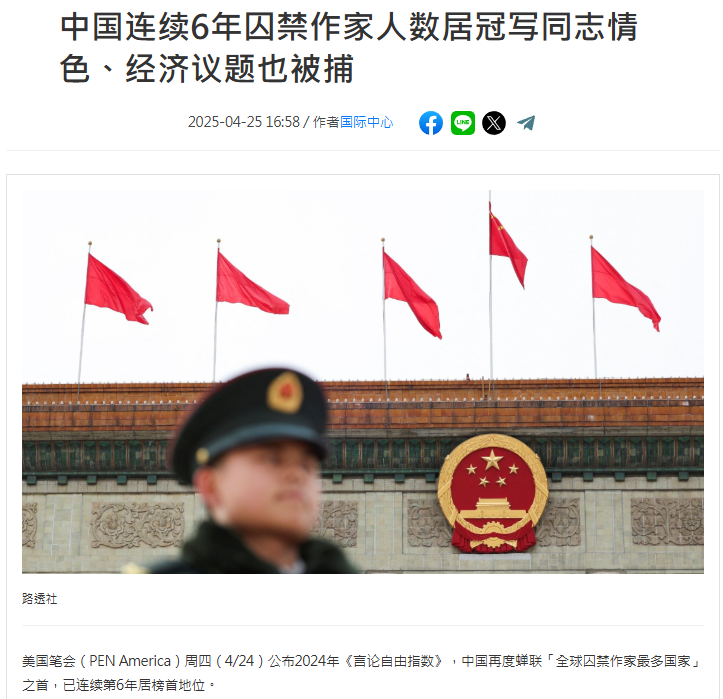 中国连续6年囚禁作家人数居冠写同志情
色、经济议题也被捕
2025-04-25 16:58 / 作者国际中心
LINE
路透社
美国笔会（PEN America）周四（4/24）公布2024年《言论自由指数》，中国再度蝉联「全球囚禁作家最多国家」
之首，已连续第6年居榜首地位。